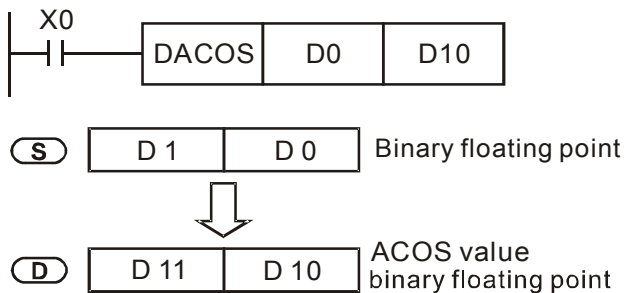 X0
DACOS D0 D10
S D 1 D 0 Binary floating point
D D 11 D 10 ACOS value
binary floating point